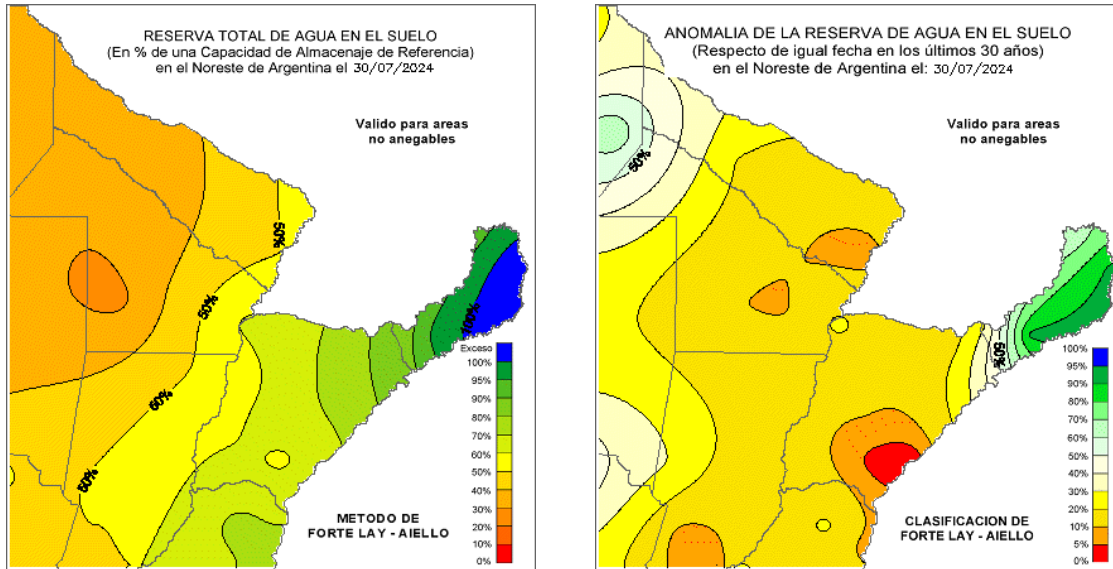 RESERVA TOTAL DE AGUA EN EL SUELO
(En % de una Capacidad de Almacenaje de Referencia)
en el Noreste de Argentina el 30/07/2024
Valido para areas
no anegables
50%
50%
60%
60%
100%
Exceso
100%
95%
90%
80%
70%
60%
50%
40%
30%
20%
10%
0%
METODO DE
FORTE LAY - AIELLO
ANOMALIA DE LA RESERVA DE AGUA EN EL SUELO
(Respecto de igual fecha en los últimos 30 años)
en el Noreste de Argentina el: 30/07/2024
Valido para areas
no anegables
50%
50%
100%
95%
90%
80%
70%
60%
50%
40%
30%
20%
10%
5%
0%
CLASIFICACION DE
FORTE LAY - AIELLO